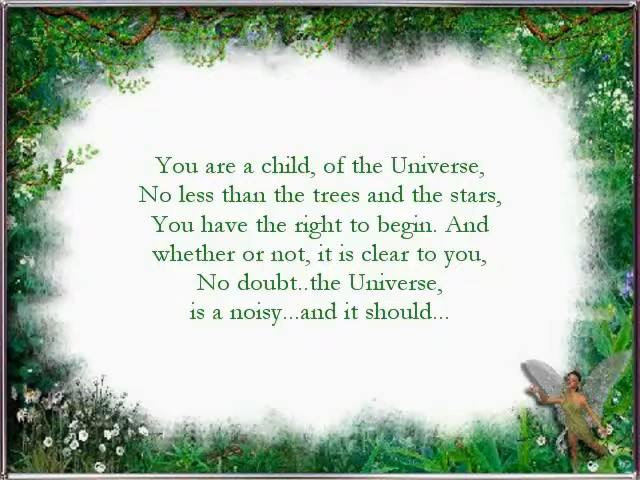 You are a child, of the Universe,
No less than the trees and the stars,
You have the right to begin. And
whether or not, it is clear to you,
No doubt..the Universe,
is a noisy...and it should...